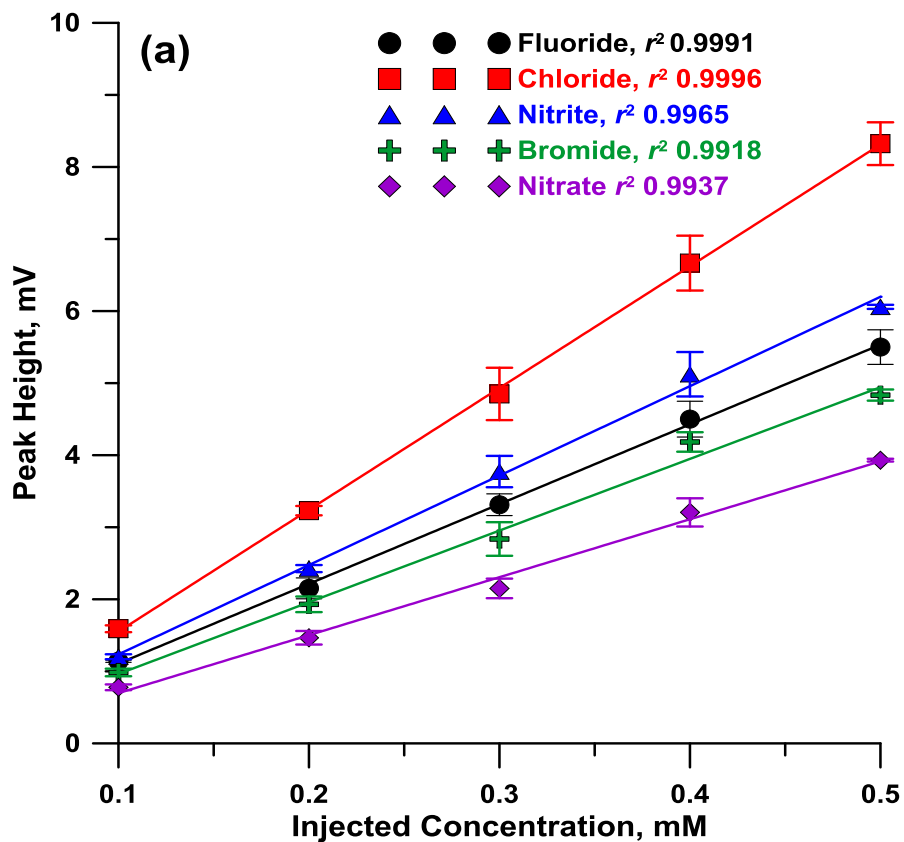 10
(a)
Fluoride, r² 0.9991
Chloride, r² 0.9996
Nitrite, r² 0.9965
Bromide, r² 0.9918
Nitrate r² 0.9937
8
6
4
2
0
Peak Height, mV
0.1 0.2 0.3 0.4 0.5
Injected Concentration, mM